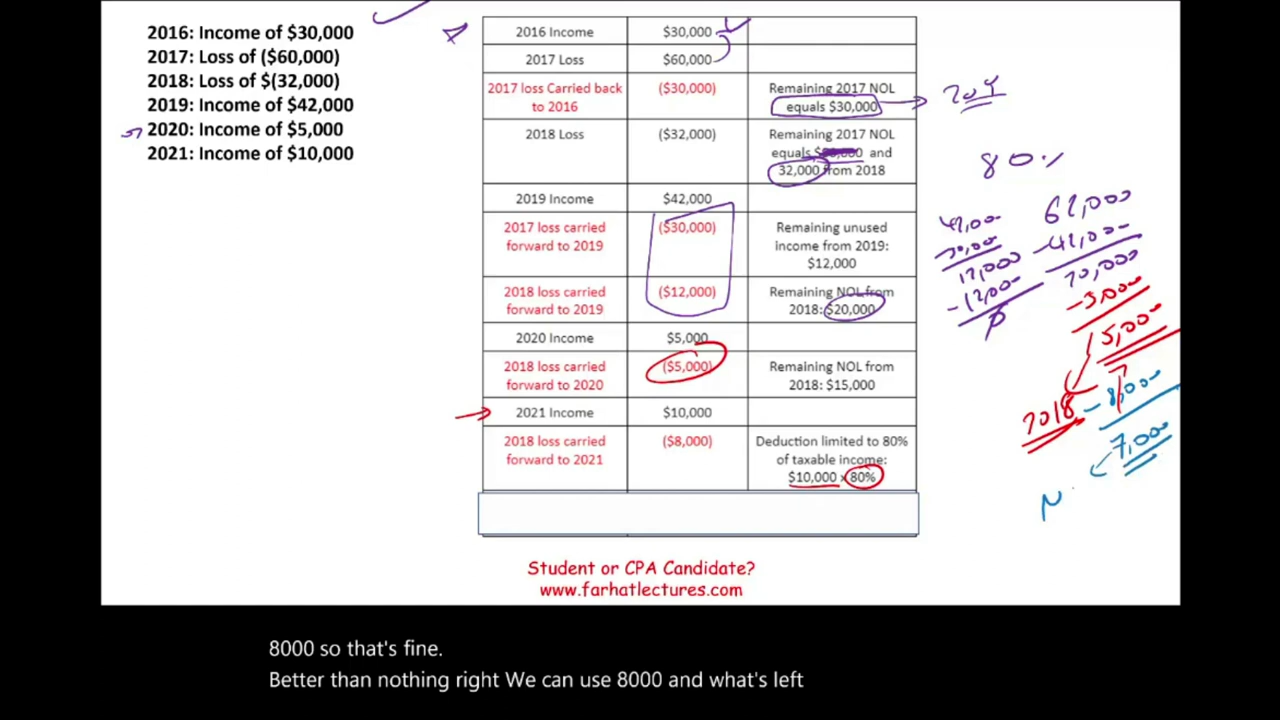 2016: Income of $30,000
2017: Loss of ($60,000)
2018: Loss of $(32,000)
2019: Income of $42,000
2020: Income of $5,000
2021: Income of $10,000
2016 Income $30,000
2017 Loss $60,000
2017 loss Carried back
to 2016
($30,000)
Remaining 2017 NOL
equals $30,000
2018 Loss ($32,000)
Remaining 2017 NOL
equals and
32,000 from 2018
2019 Income $42,000
2017 loss carried
forward to 2019
($30,000)
Remaining unused
income from 2019:
$12,000
2018 loss carried
forward to 2019
($12,000)
Remaining NOL from
2018: $20,000
2020 Income $5,000
2018 loss carried
forward to 2020
($5,000)
Remaining NOL from
2018: $15,000
2021 Income $10,000
2018 loss carried
forward to 2021
($8,000)
Deduction limited to 80%
of taxable income:
$10,000 x 80%
80%
62,000
2018
- 8,000
7,000
N
Student or CPA Candidate?
www.farhatlectures.com
8000 so that's fine.
Better than nothing right We can use 8000 and what's left